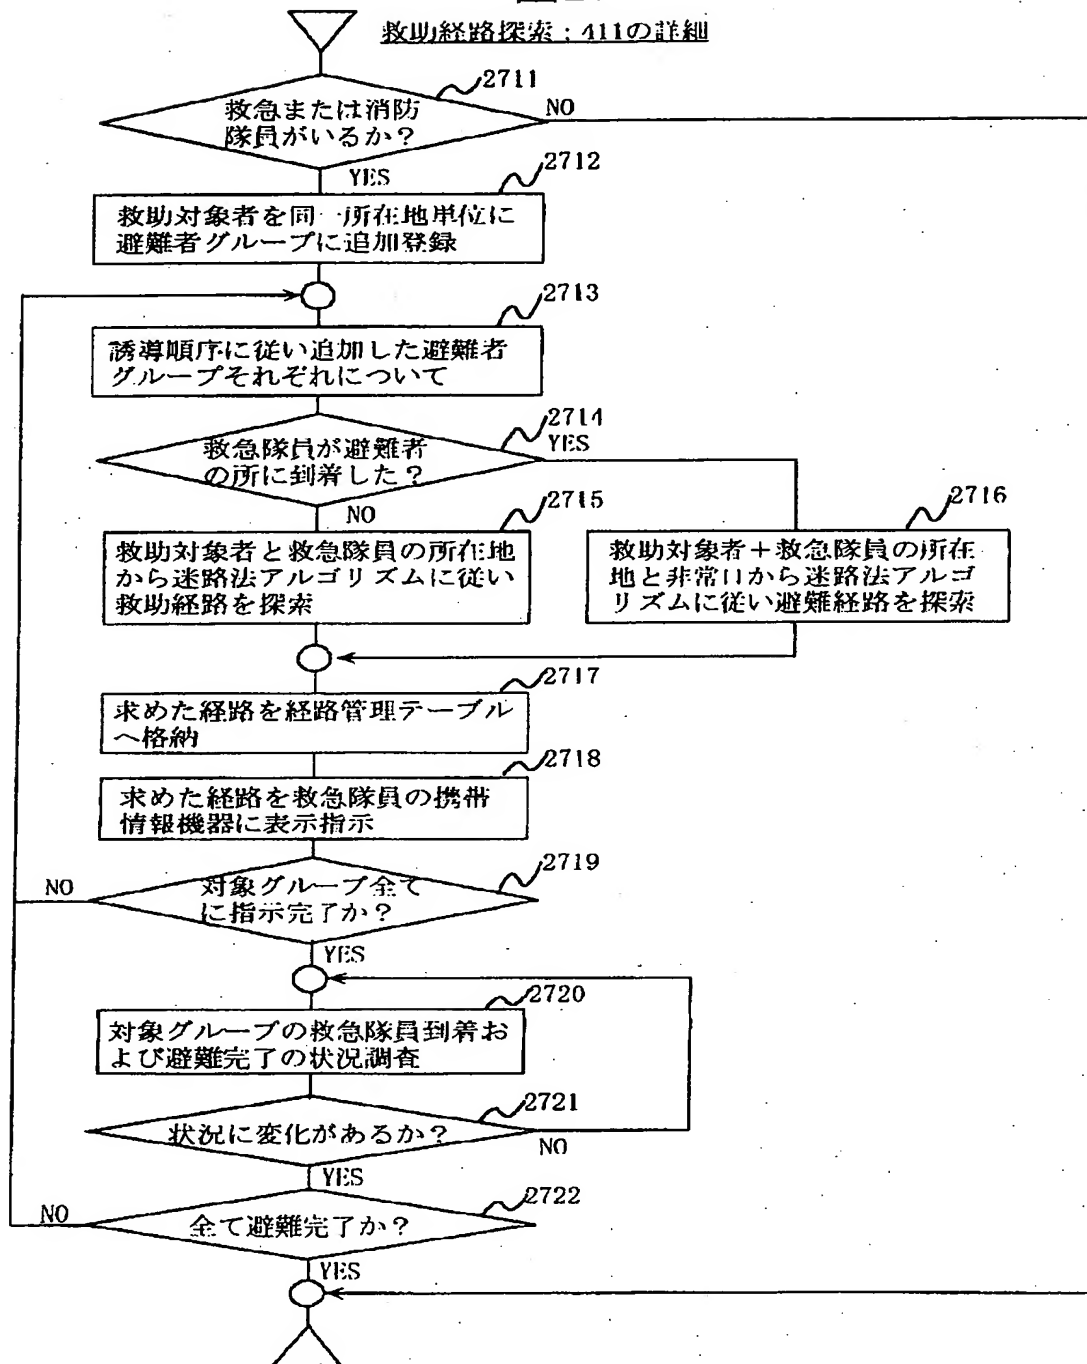 救助経路探索：411の詳細
2711
救急または消防
隊員がいるか？
NO
YES
2712
救助対象者を同一所在地単位に
避難者グループに追加登録
2713
誘導順序に従い追加した避難者
グループそれぞれについて
2714
救急隊員が避難者
の所に到着した？
YES
NO
2715
救助対象者と救急隊員の所在地
から迷路法アルゴリズムに従い
救助経路を探索
2716
救助対象者＋救急隊員の所在
地と非常口から迷路法アルゴ
リズムに従い避難経路を探索
2717
求めた経路を経路管理テーブル
へ格納
2718
求めた経路を救急隊員の携帯
情報機器に表示指示
2719
対象グループ全て
に指示完了か？
NO
YES
2720
対象グループの救急隊員到着お
よび避難完了の状況調査
2721
状況に変化があるか？
NO
YES
2722
全て避難完了か？
NO
YES